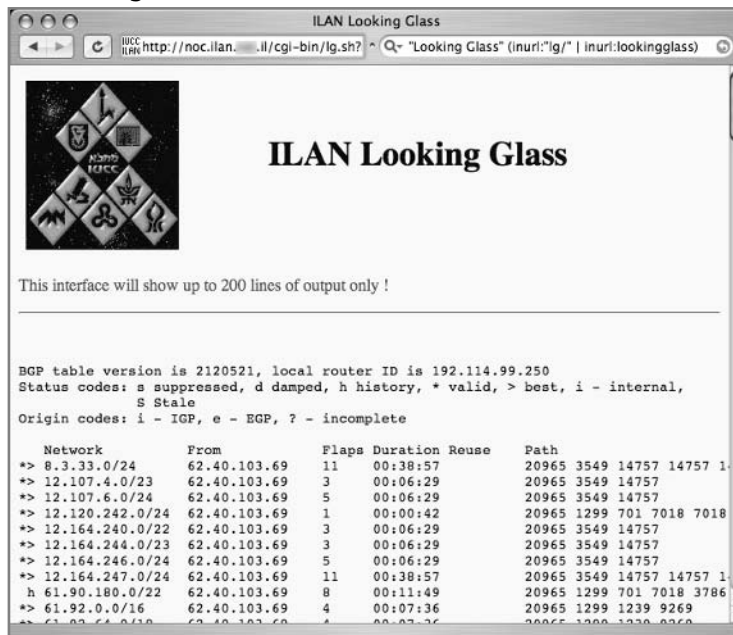 ILAN Looking Glass
IUCC
ILAN
http://noc.ilan. .il/cgi-bin/lg.sh?
"Looking Glass" (inurl:"lg/" | inurl:lookingglass)
מחבא
IUCC
ILAN Looking Glass
This interface will show up to 200 lines of output only !
BGP table version is 2120521, local router ID is 192.114.99.250
Status codes: s suppressed, d damped, h history, * valid, > best, i - internal,
S Stale
Origin codes: i - IGP, e - EGP, ? - incomplete
Network From Flaps Duration Reuse Path
*> 8.3.33.0/24 62.40.103.69 11 00:38:57 20965 3549 14757 14757 1
*> 12.107.4.0/23 62.40.103.69 3 00:06:29 20965 3549 14757
*> 12.107.6.0/24 62.40.103.69 5 00:06:29 20965 3549 14757
*> 12.120.242.0/24 62.40.103.69 1 00:00:42 20965 1299 701 7018 7018
*> 12.164.240.0/22 62.40.103.69 3 00:06:29 20965 3549 14757
*> 12.164.244.0/23 62.40.103.69 3 00:06:29 20965 3549 14757
*> 12.164.246.0/24 62.40.103.69 5 00:06:29 20965 3549 14757
*> 12.164.247.0/24 62.40.103.69 11 00:38:57 20965 3549 14757 14757 1
h 61.90.180.0/22 62.40.103.69 8 00:11:49 20965 1299 701 7018 3786
*> 61.92.0.0/16 62.40.103.69 4 00:07:36 20965 1299 1239 9269